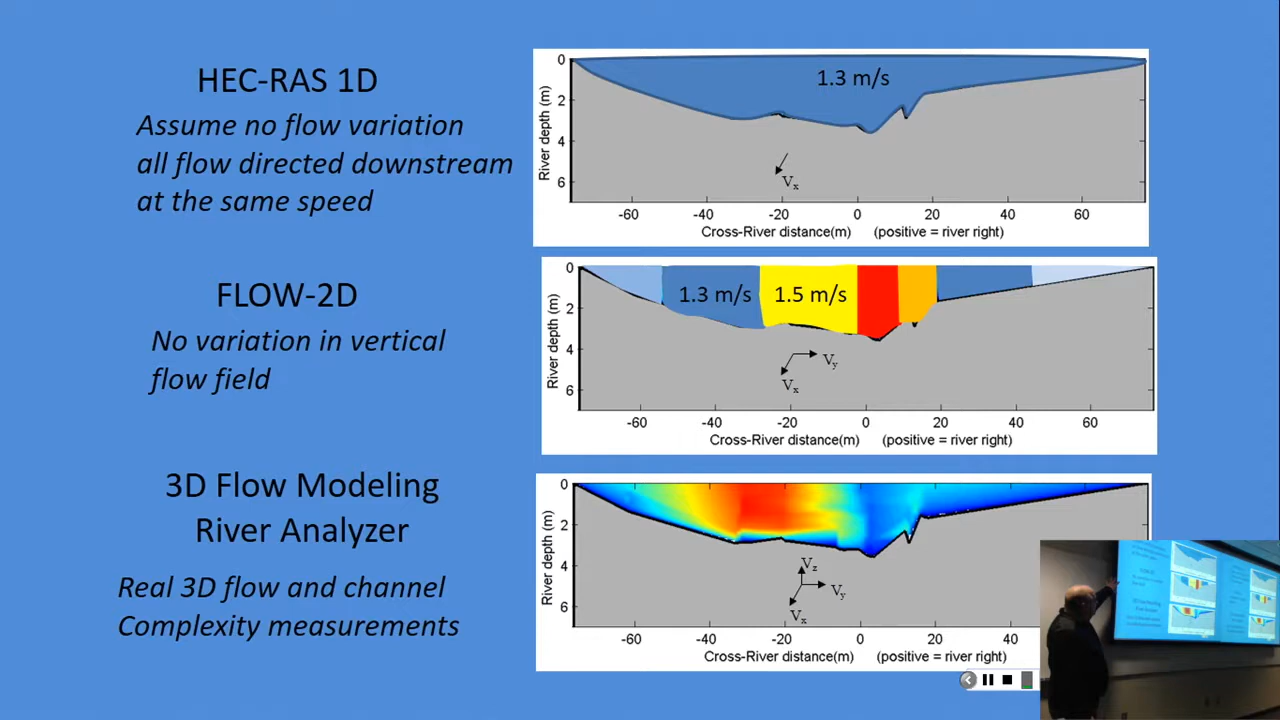 HEC-RAS 1D
Assume no flow variation
all flow directed downstream
at the same speed
0
2
4
6
River depth (m)
1.3 m/s
Vx
-60 -40 -20 0 20 40 60
Cross-River distance(m) (positive = river right)
FLOW-2D
No variation in vertical
flow field
0
2
4
6
River depth (m)
1.3 m/s 1.5 m/s
Vy
Vx
-60 -40 -20 0 20 40 60
Cross-River distance(m) (positive = river right)
3D Flow Modeling
River Analyzer
Real 3D flow and channel
Complexity measurements
0
2
4
6
River depth (m)
Vz
Vy
Vx
-60 -40 -20 0 20 40
Cross-River distance(m) (positive = river right)